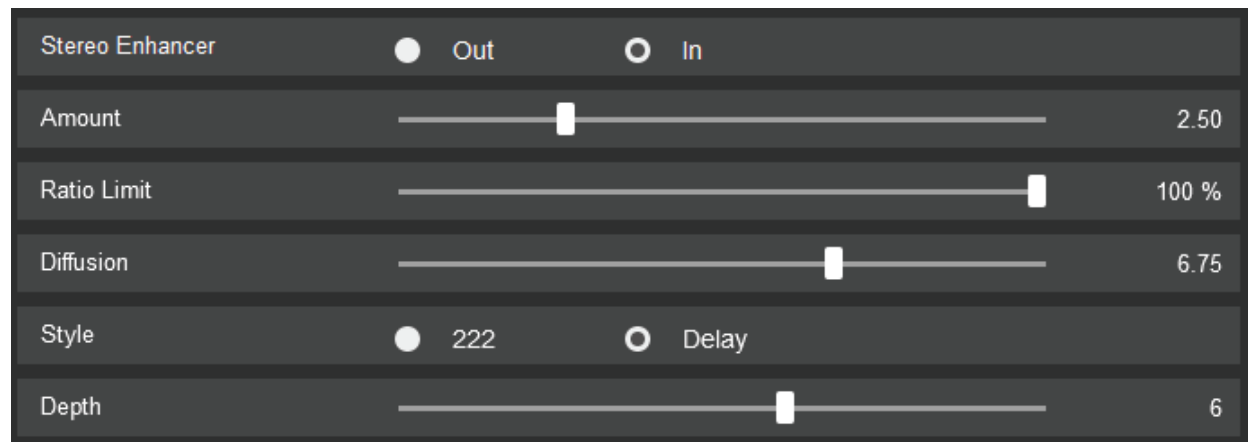 Stereo Enhancer Out In
Amount 2.50
Ratio Limit 100 %
Diffusion 6.75
Style 222 Delay
Depth 6